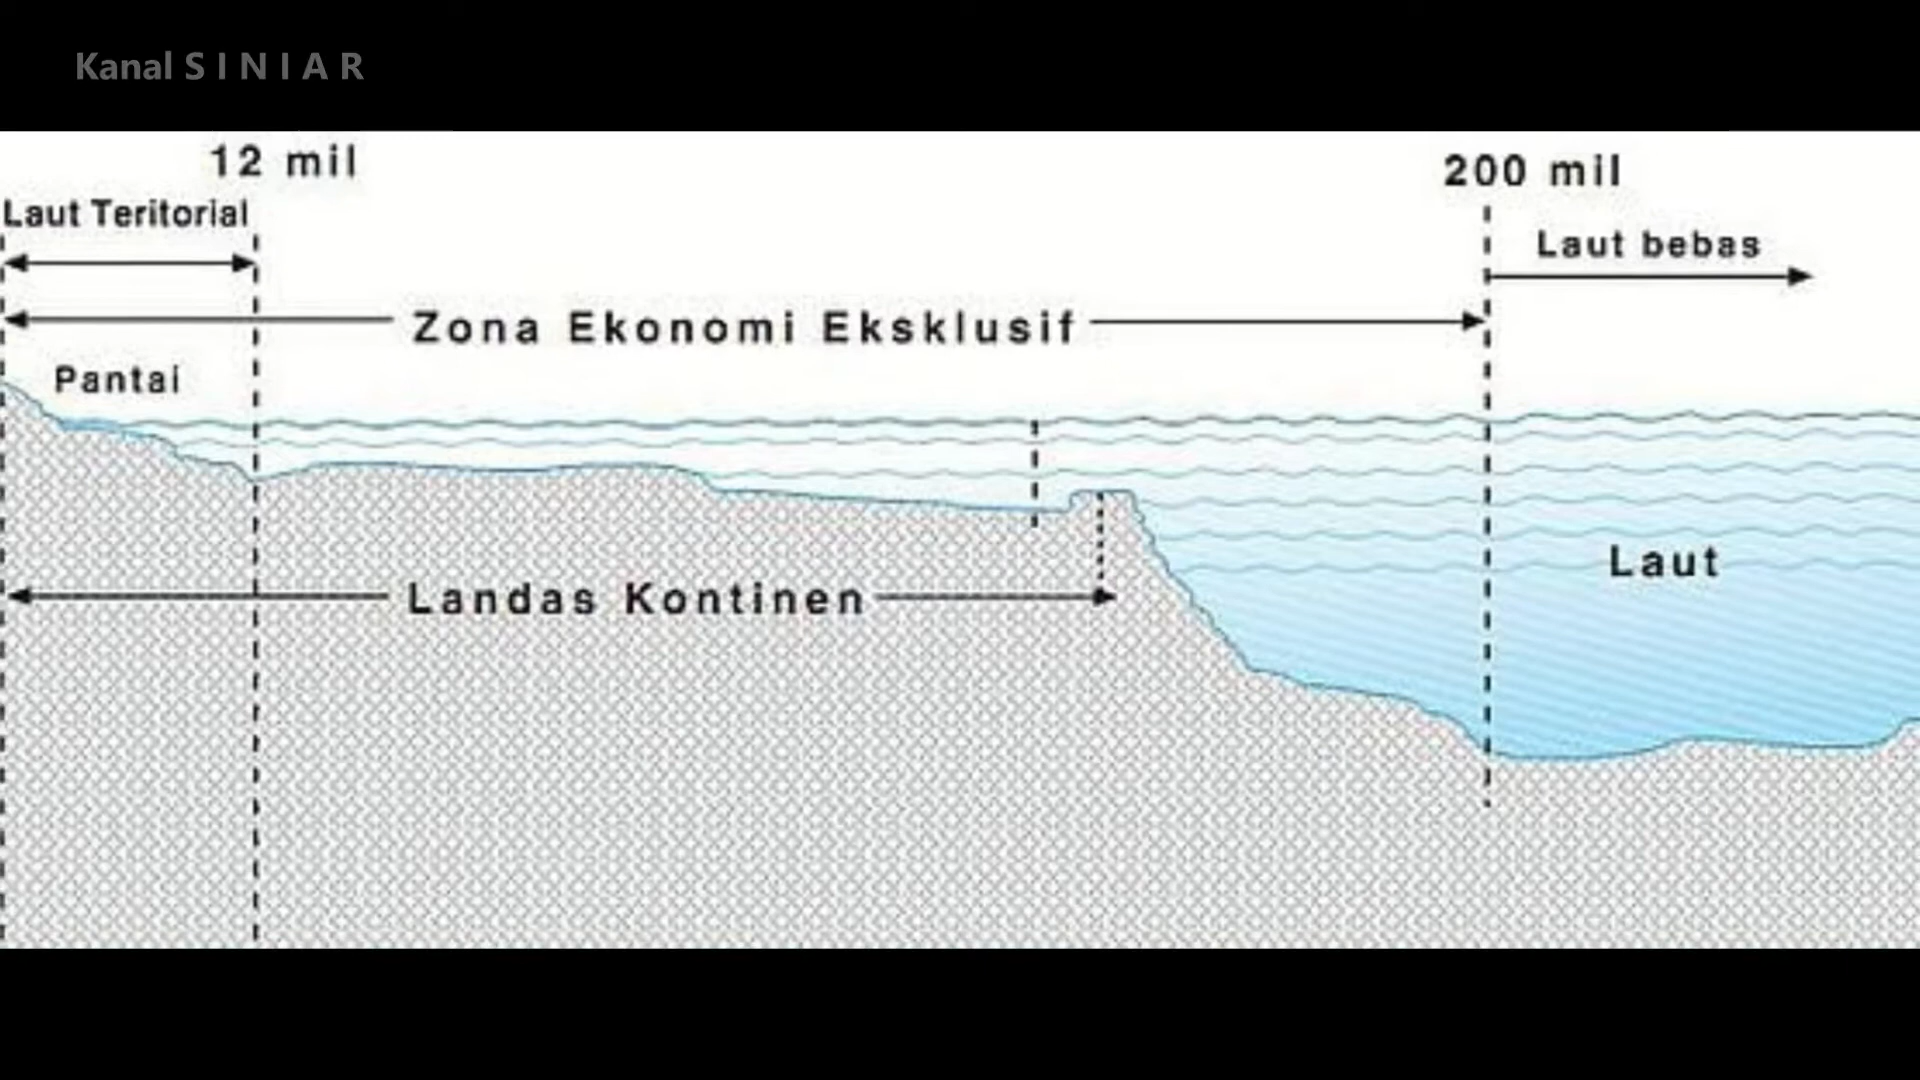 Kanal S I N I A R
12 mil
200 mil
Laut Teritorial
Laut bebas
Zona Ekonomi Eksklusif
Pantai
Laut
Landas Kontinen